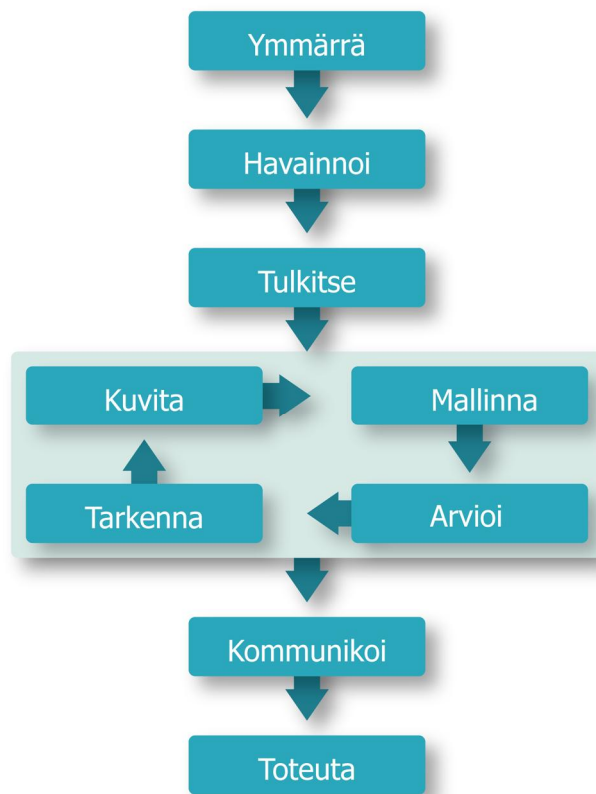 Ymmärrä
Havainnoi
Tulkitse
Kuvita
Mallinna
Tarkenna
Arvioi
Kommunikoi
Toteuta